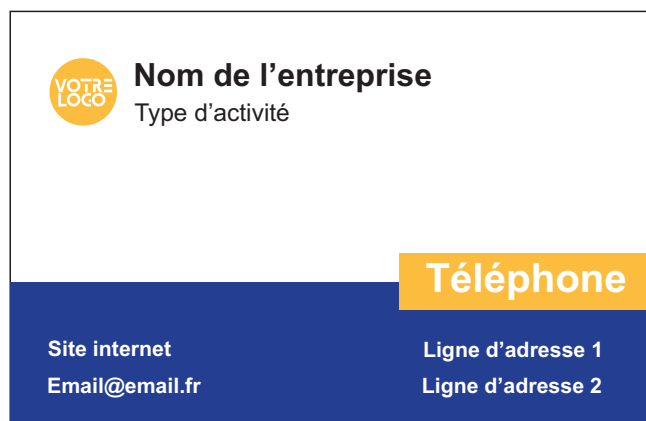 VOTRE
LOGO
Nom de l’entreprise
Type d’activité
Téléphone
Site internet
Ligne d’adresse 1
Email@email.fr
Ligne d’adresse 2